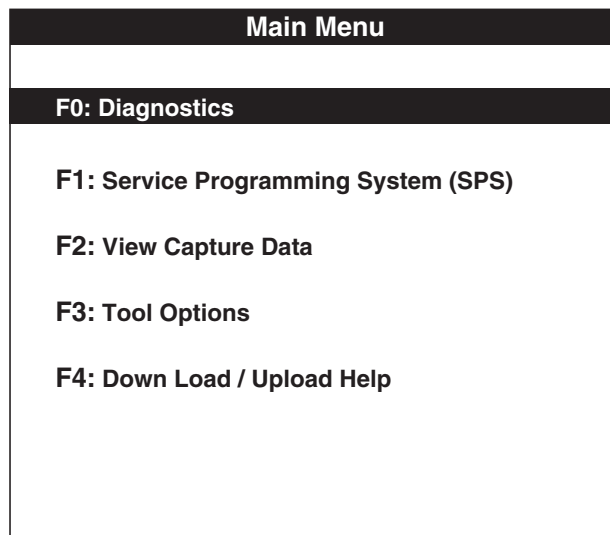 Main Menu
F0: Diagnostics
F1: Service Programming System (SPS)
F2: View Capture Data
F3: Tool Options
F4: Down Load / Upload Help